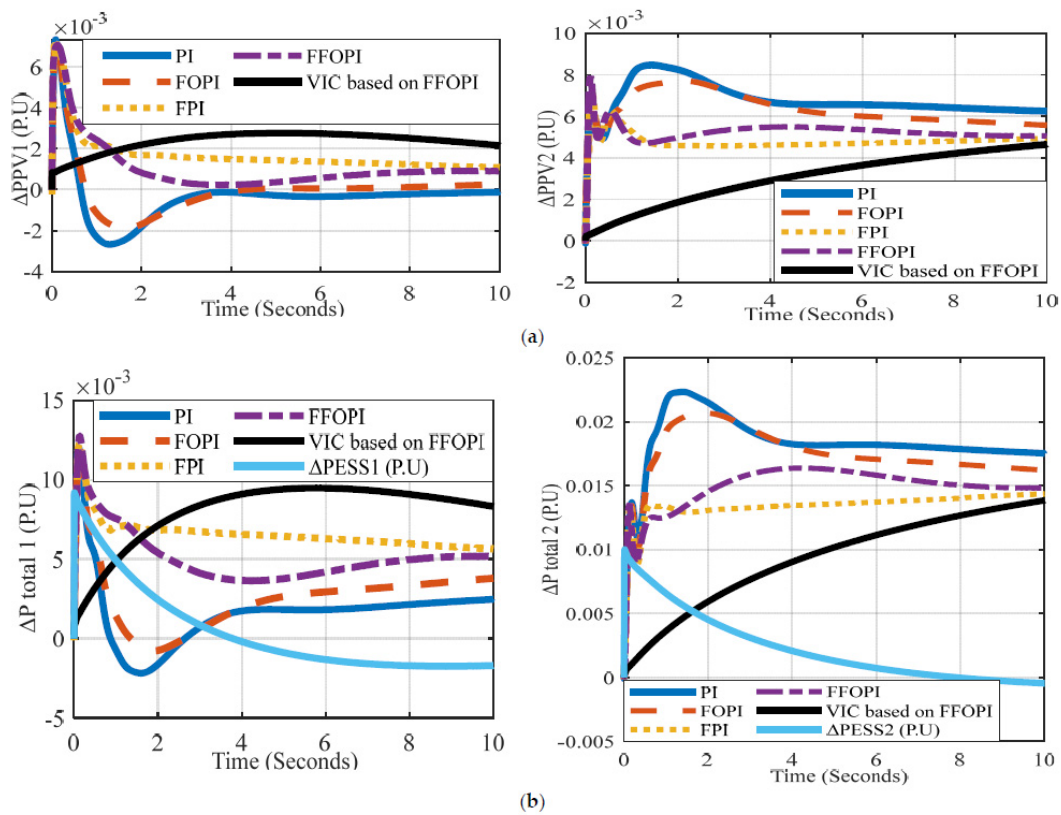 ×10⁻³
ΔPPV1 (P.U)
6
4
2
0
-2
-4
PI
FOPI
FPI
FFOPI
VIC based on FFOPI
0 2 4 6 8 10
Time (Seconds)
×10⁻³
ΔPPV2 (P.U)
10
8
6
4
2
0
-2
PI
FOPI
FPI
FFOPI
VIC based on FFOPI
0 2 4 6 8 10
Time (Seconds)
(a)
×10⁻³
ΔP total 1 (P.U)
15
10
5
0
-5
PI
FOPI
FPI
FFOPI
VIC based on FFOPI
ΔPESS1 (P.U)
0 2 4 6 8 10
Time (Seconds)
ΔP total 2 (P.U)
0.025
0.02
0.015
0.01
0.005
0
-0.005
PI
FOPI
FPI
FFOPI
VIC based on FFOPI
ΔPESS2 (P.U)
0 2 4 6 8 10
Time (Seconds)
(b)